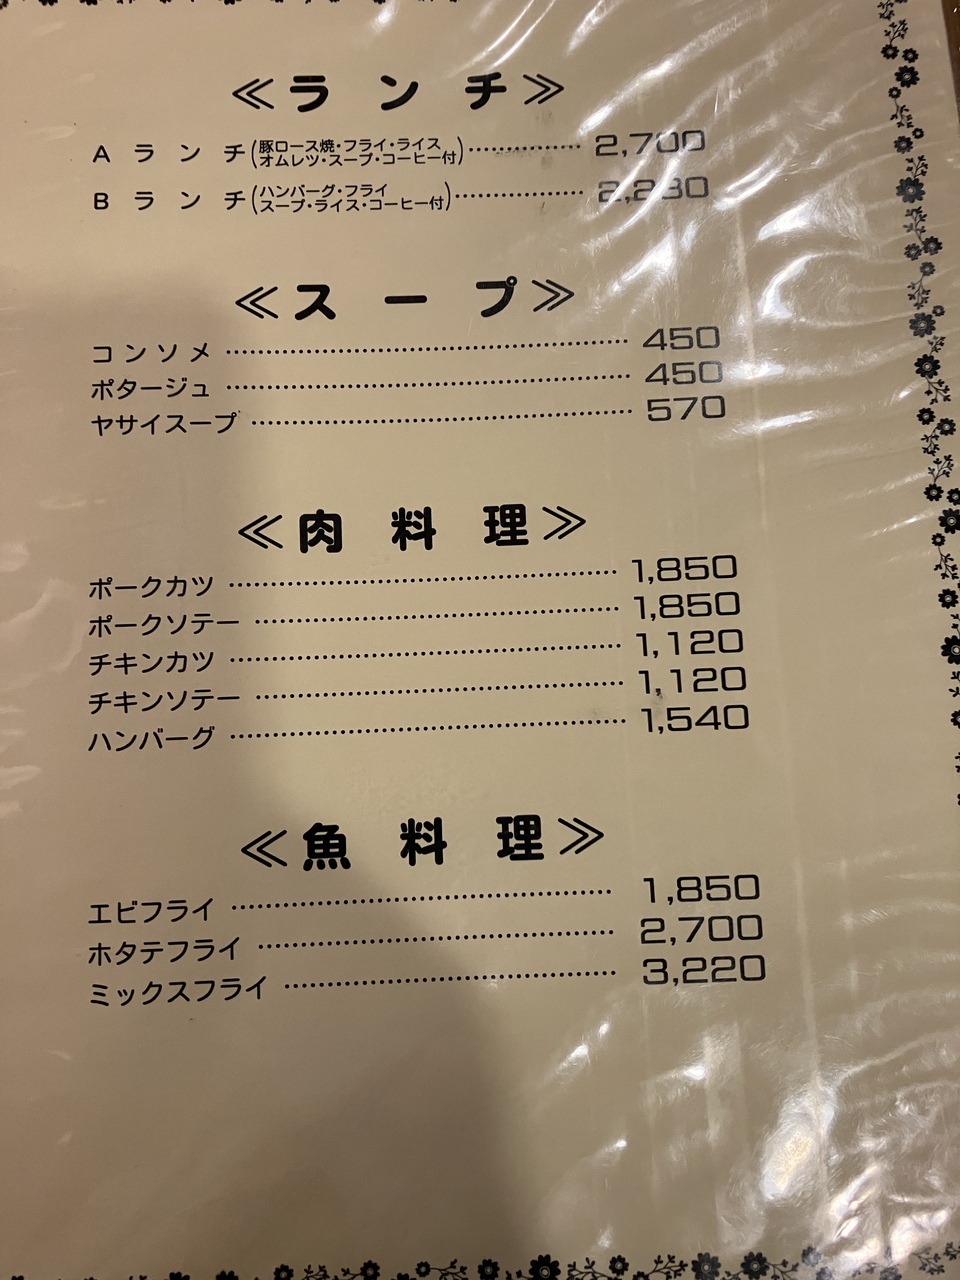 ≪ランチ≫
Aランチ(豚ロース焼・フライ・ライス
オムレツ・スープ・コーヒー付)…………2,700
Bランチ(ハンバーグ・フライ
スープ・ライス・コーヒー付)…………
≪スープ≫
コンソメ…………450
ポタージュ…………450
ヤサイスープ…………570
≪肉料理≫
ポークカツ…………1,850
ポークソテー…………1,850
チキンカツ…………1,120
チキンソテー…………1,120
ハンバーグ…………1,540
≪魚料理≫
エビフライ…………1,850
ホタテフライ…………2,700
ミックスフライ…………3,220